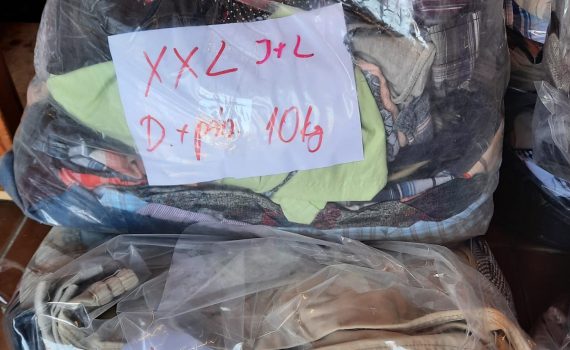 XXL J+L
D.+pán. 10kg